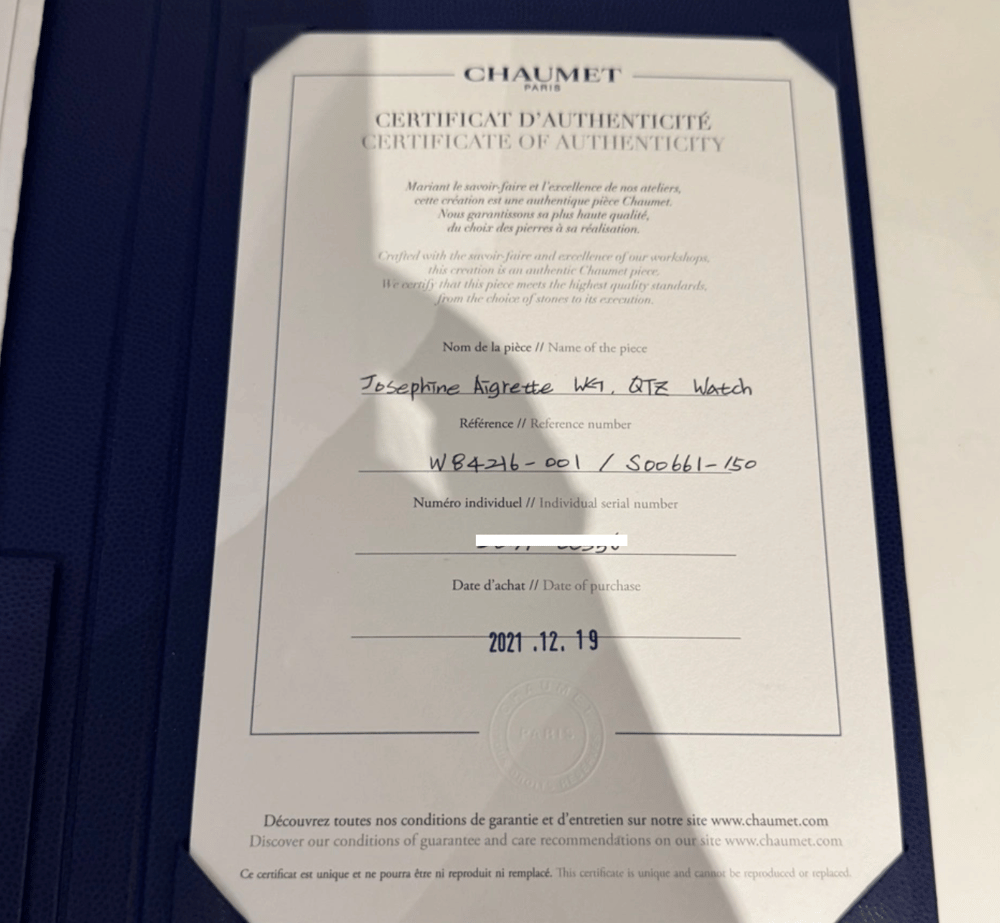 CHAUMET
PARIS
CERTIFICAT D'AUTHENTICITÉ
CERTIFICATE OF AUTHENTICITY
Mariant le savoir-faire et l'excellence de nos ateliers,
cette création est une authentique pièce Chaumet.
Nous garantissons sa plus haute qualité,
du choix des pierres à sa réalisation.
Crafted with the savoir-faire and excellence of our workshops,
this creation is an authentic Chaumet piece.
We certify that this piece meets the highest quality standards,
from the choice of stones to its execution.
Nom de la pièce // Name of the piece
Josephine Aigrette WG. QTZ Watch
Référence // Reference number
W84216-001 / S00661-150
Numéro individuel // Individual serial number
Date d'achat // Date of purchase
2021.12.19
CHAUMET
PARIS
Découvrez toutes nos conditions de garantie et d'entretien sur notre site www.chaumet.com
Discover our conditions of guarantee and care recommendations on our site www.chaumet.com
Ce certificat est unique et ne pourra être ni reproduit ni remplacé. This certificate is unique and cannot be reproduced or replaced.